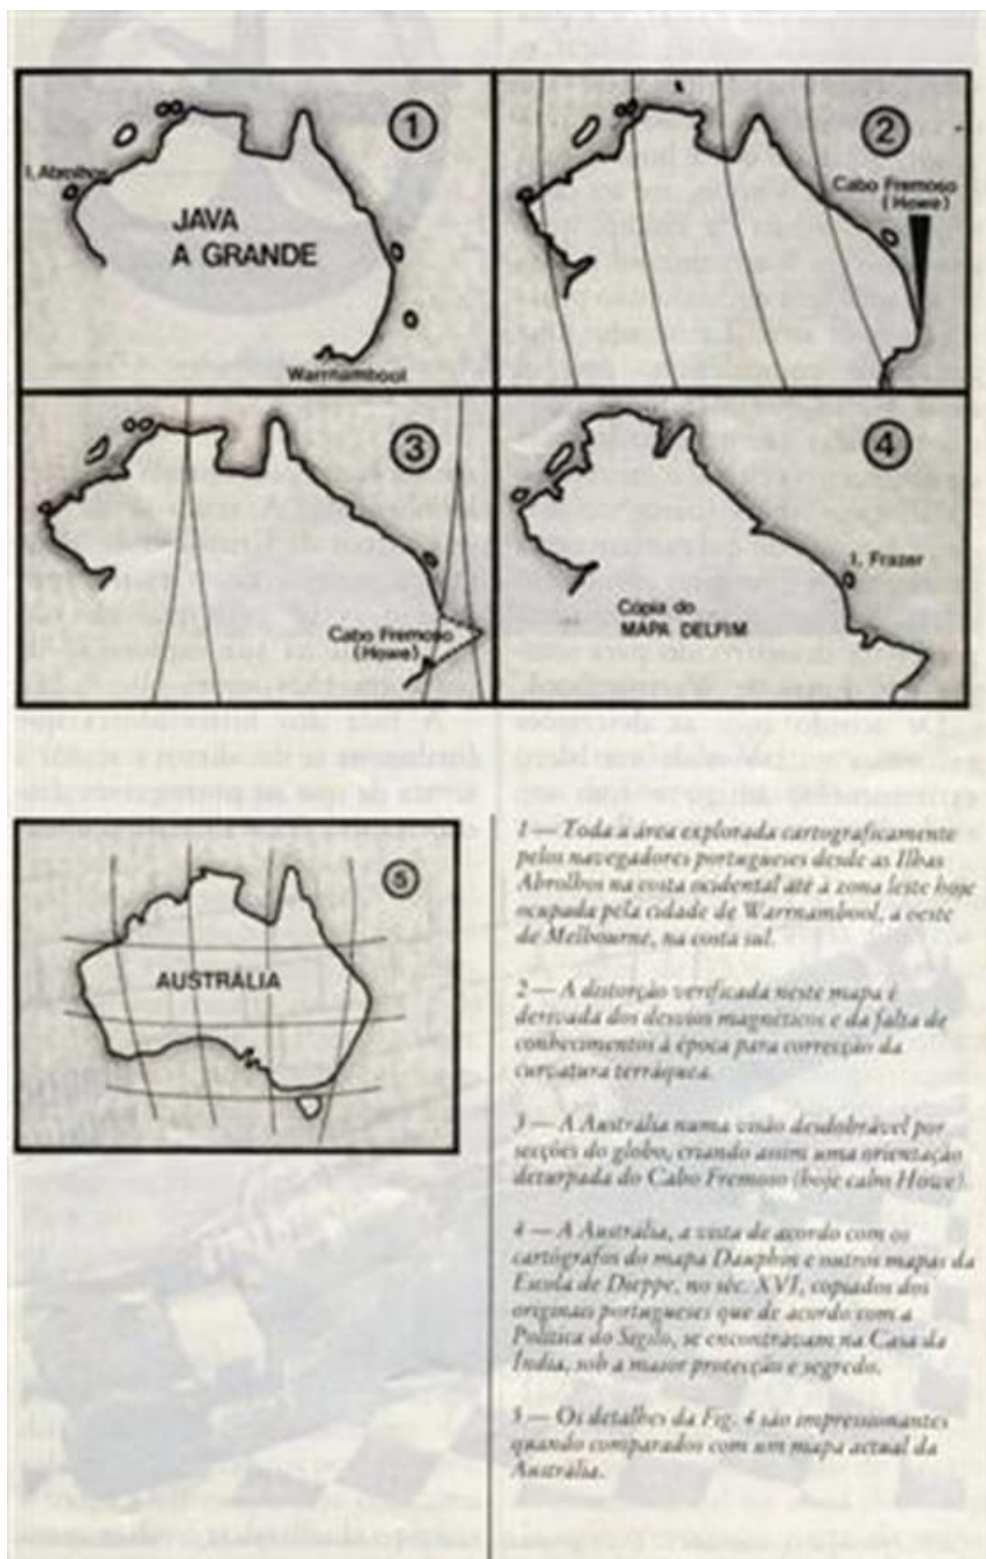 1
I. Abrolhos
JAVA
A GRANDE
Warrnambool
2
Cabo Fremoso
(Howe)
3
Cabo Fremoso
(Howe)
4
I. Frazer
Cópia do
MAPA DELFIM
5
AUSTRÁLIA
1 — Toda a área explorada cartograficamente
pelos navegadores portugueses desde as Ilhas
Abrolhos na costa ocidental até à zona leste hoje
ocupada pela cidade de Warrnambool, a oeste
de Melbourne, na costa sul.
2 — A distorção verificada neste mapa é
derivada dos desvios magnéticos e da falta de
conhecimentos à época para correcção da
curvatura terráquea.
3 — A Austrália numa visão desdobrável por
secções do globo, criando assim uma orientação
deturpada do Cabo Fremoso (hoje cabo Howe).
4 — A Austrália, a vista de acordo com os
cartógrafos do mapa Dauphin e outros mapas da
Escola de Dieppe, no séc. XVI, copiados dos
originais portugueses que de acordo com a
Política do Sigilo, se encontravam na Casa da
Índia, sob a maior protecção e segredo.
5 — Os detalhes da Fig. 4 são impressionantes
quando comparados com um mapa actual da
Austrália.